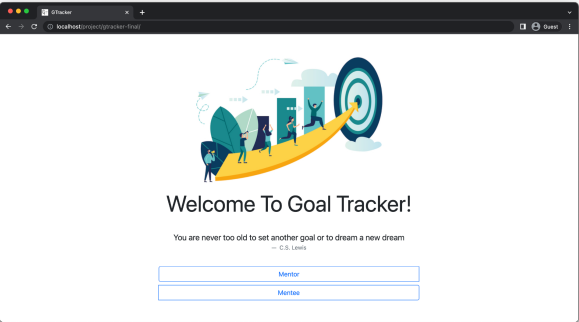 GTracker
localhost/project/gtracker-final/
Guest
Welcome To Goal Tracker!
You are never too old to set another goal or to dream a new dream
— C.S. Lewis
Mentor
Mentee